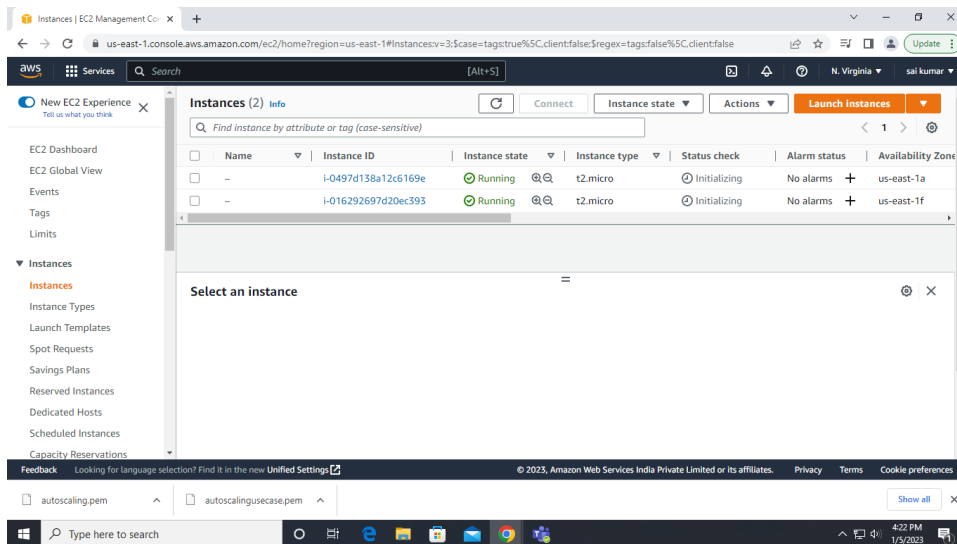 Instances | EC2 Management Con
us-east-1.console.aws.amazon.com/ec2/home?region=us-east-1#Instances:v=3;$case=tags:true%5C,client:false;$regex=tags:false%5C,client:false
Update
aws
Services
Search
[Alt+S]
N. Virginia
sai kumar
New EC2 Experience
Tell us what you think
EC2 Dashboard
EC2 Global View
Events
Tags
Limits
Instances
Instances
Instance Types
Launch Templates
Spot Requests
Savings Plans
Reserved Instances
Dedicated Hosts
Scheduled Instances
Capacity Reservations
Instances (2) Info
Connect
Instance state
Actions
Launch instances
Find instance by attribute or tag (case-sensitive)
1
Name Instance ID Instance state Instance type Status check Alarm status Availability Zone
– i-0497d138a12c6169e Running t2.micro Initializing No alarms + us-east-1a
– i-016292697d20ec393 Running t2.micro Initializing No alarms + us-east-1f
Select an instance
Feedback Looking for language selection? Find it in the new Unified Settings
© 2023, Amazon Web Services India Private Limited or its affiliates.
Privacy Terms Cookie preferences
autoscaling.pem
autoscalingusecase.pem
Show all
Type here to search
4:22 PM
1/5/2023